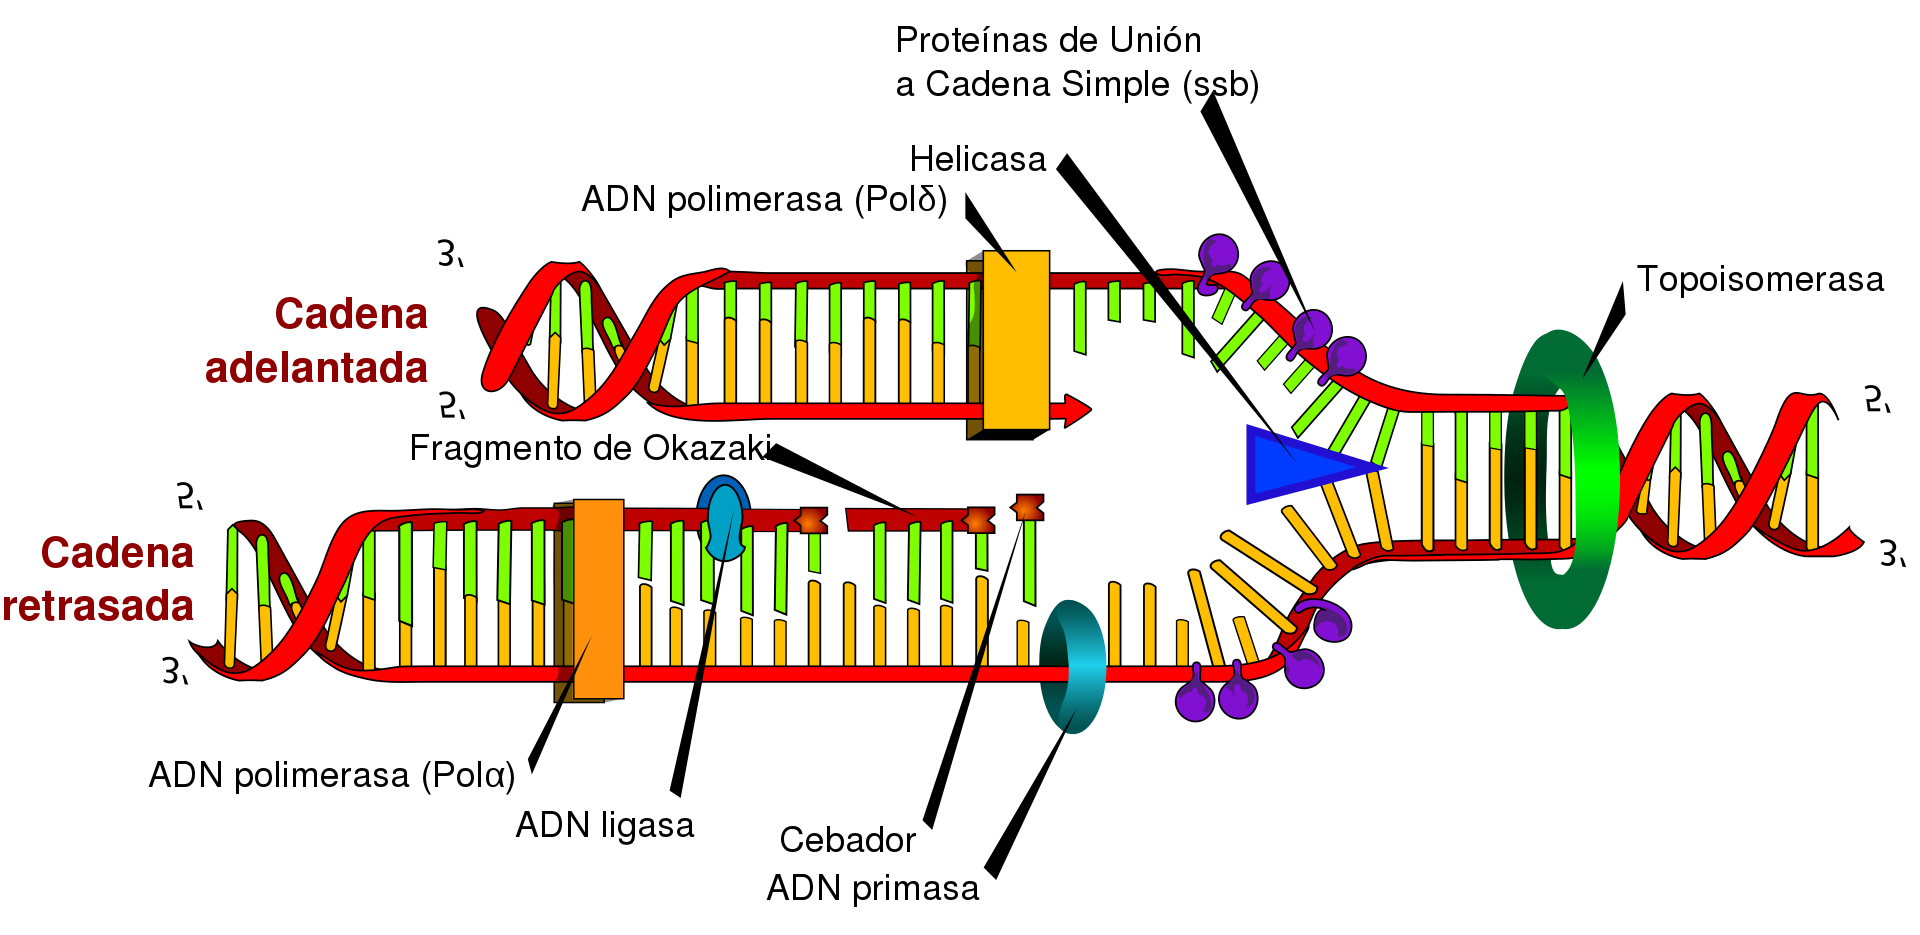 Proteínas de Unión
a Cadena Simple (ssb)
Helicasa
ADN polimerasa (Polδ)
3'
Topoisomerasa
Cadena
adelantada
5'
5'
Fragmento de Okazaki
5'
Cadena
retrasada
3'
3'
ADN polimerasa (Polα)
ADN ligasa
Cebador
ADN primasa